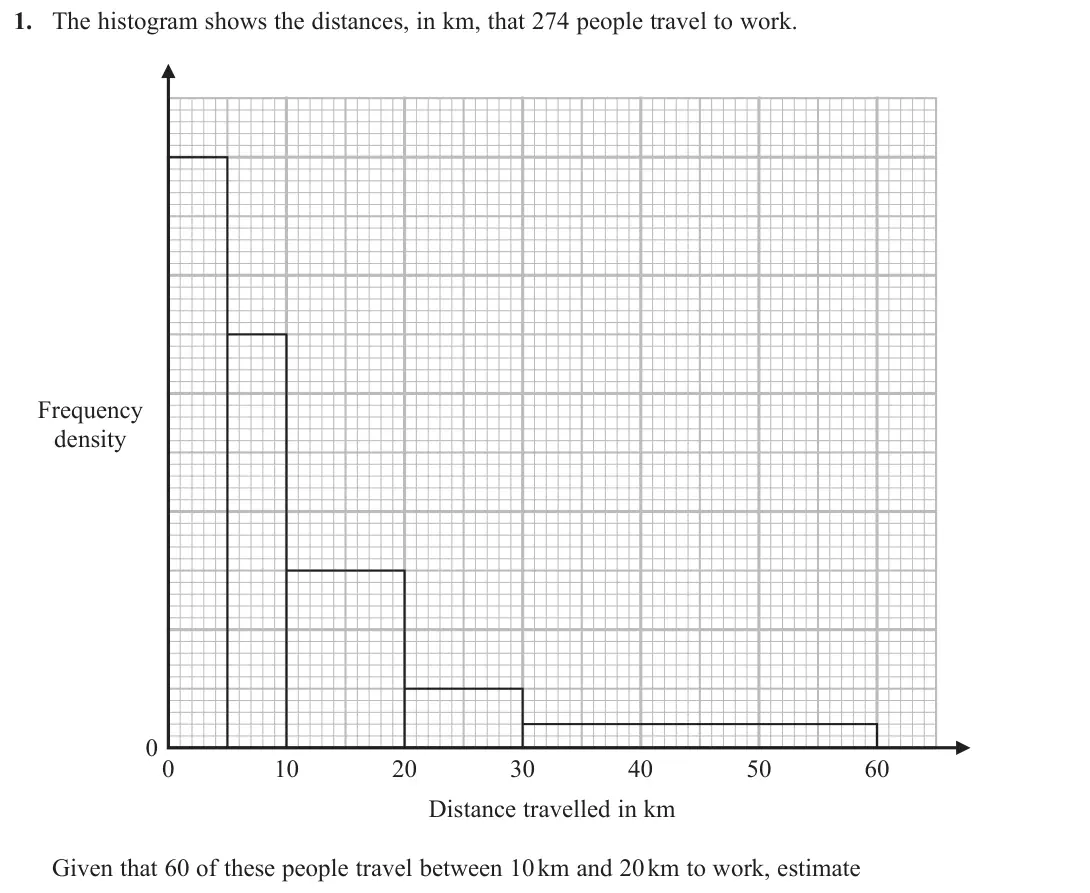 1. The histogram shows the distances, in km, that 274 people travel to work.
Frequency
density
0
0 10 20 30 40 50 60
Distance travelled in km
Given that 60 of these people travel between 10 km and 20 km to work, estimate